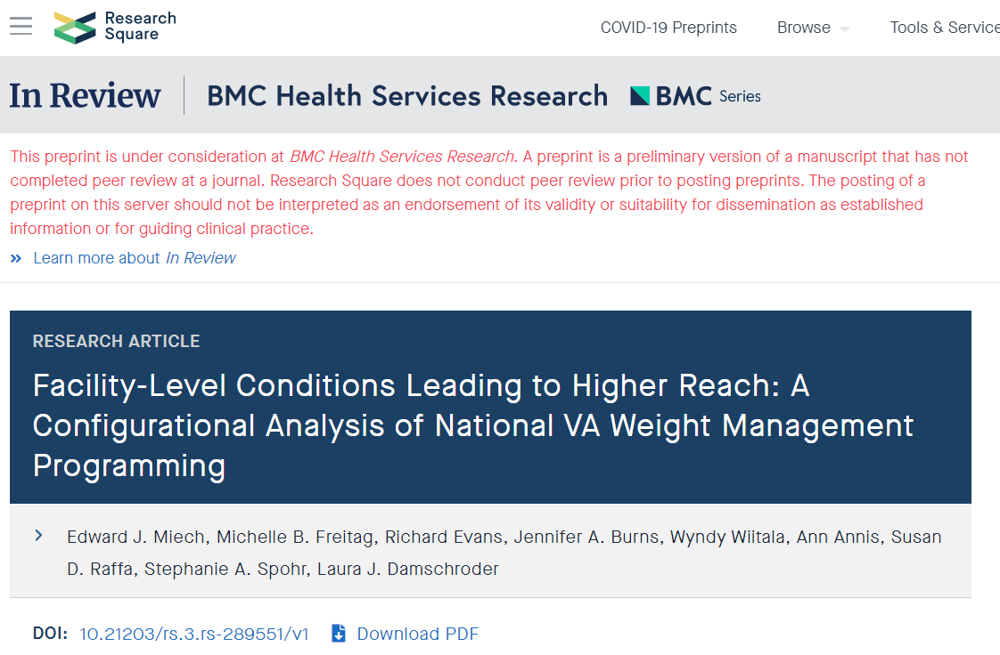 Research
Square
COVID-19 Preprints Browse Tools & Service
In Review BMC Health Services Research BMC Series
This preprint is under consideration at BMC Health Services Research. A preprint is a preliminary version of a manuscript that has not
completed peer review at a journal. Research Square does not conduct peer review prior to posting preprints. The posting of a
preprint on this server should not be interpreted as an endorsement of its validity or suitability for dissemination as established
information or for guiding clinical practice.
» Learn more about In Review
RESEARCH ARTICLE
Facility-Level Conditions Leading to Higher Reach: A
Configurational Analysis of National VA Weight Management
Programming
Edward J. Miech, Michelle B. Freitag, Richard Evans, Jennifer A. Burns, Wyndy Wiitala, Ann Annis, Susan
D. Raffa, Stephanie A. Spohr, Laura J. Damschroder
DOI: 10.21203/rs.3.rs-289551/v1 Download PDF